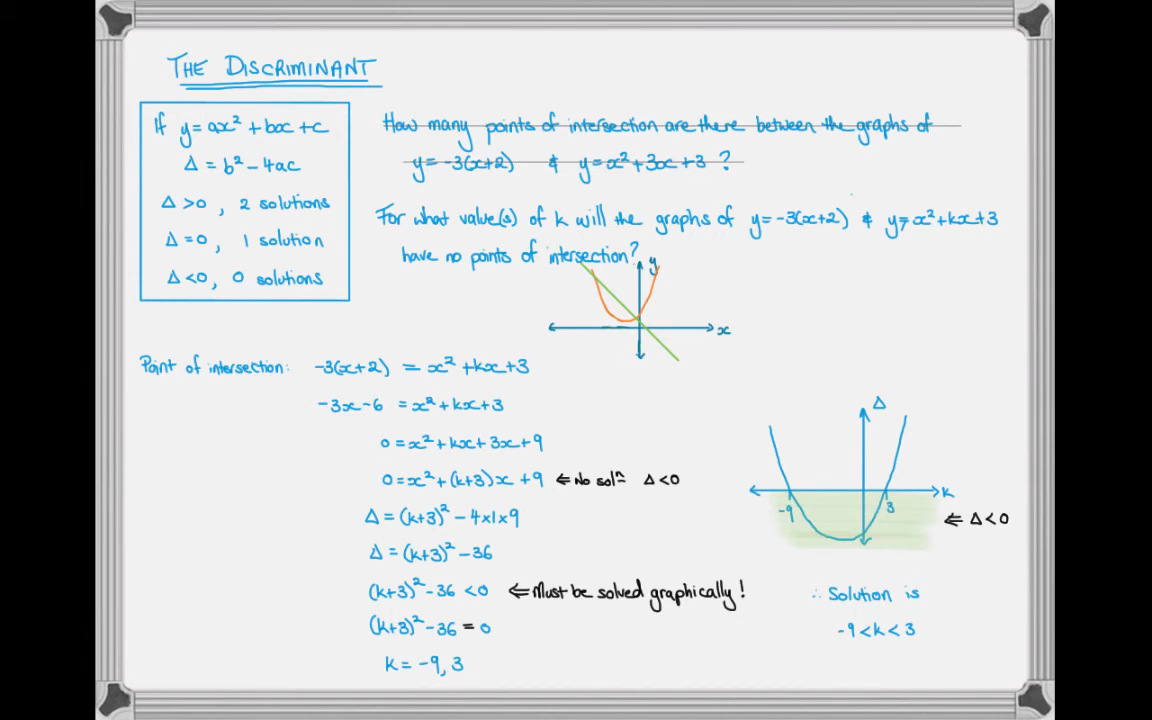 THE DISCRIMINANT
If y=ax²+bx+c
Δ = b²-4ac
Δ>0, 2 solutions
Δ=0, 1 solution
Δ<0, 0 solutions
How many points of intersection are there between the graphs of
y=-3(x+2) & y=x²+3x+3 ?
For what value(s) of k will the graphs of y=-3(x+2) & y=x²+kx+3
have no points of intersection?
y
x
Point of intersection: -3(x+2) = x²+kx+3
-3x-6 = x²+kx+3
0=x²+kx+3x+9
0=x²+(k+3)x+9 ⇐ No solⁿ Δ<0
Δ=(k+3)²-4x1x9
Δ=(k+3)²-36
(k+3)²-36<0 ⇐ Must be solved graphically!
(k+3)²-36=0
k=-9,3
Δ
k
-9
3
⇐ Δ<0
∴ Solution is
-9<k<3